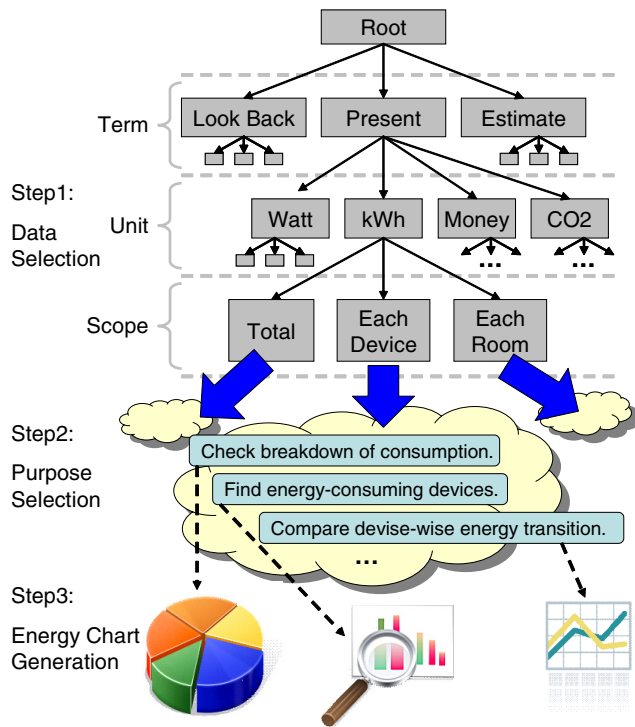 Root
Term
Look Back
Present
Estimate
Step1:
Data
Selection
Unit
Watt
kWh
Money
CO2
...
...
Scope
Total
Each
Device
Each
Room
Step2:
Purpose
Selection
Check breakdown of consumption.
Find energy-consuming devices.
Compare devise-wise energy transition.
...
Step3:
Energy Chart
Generation